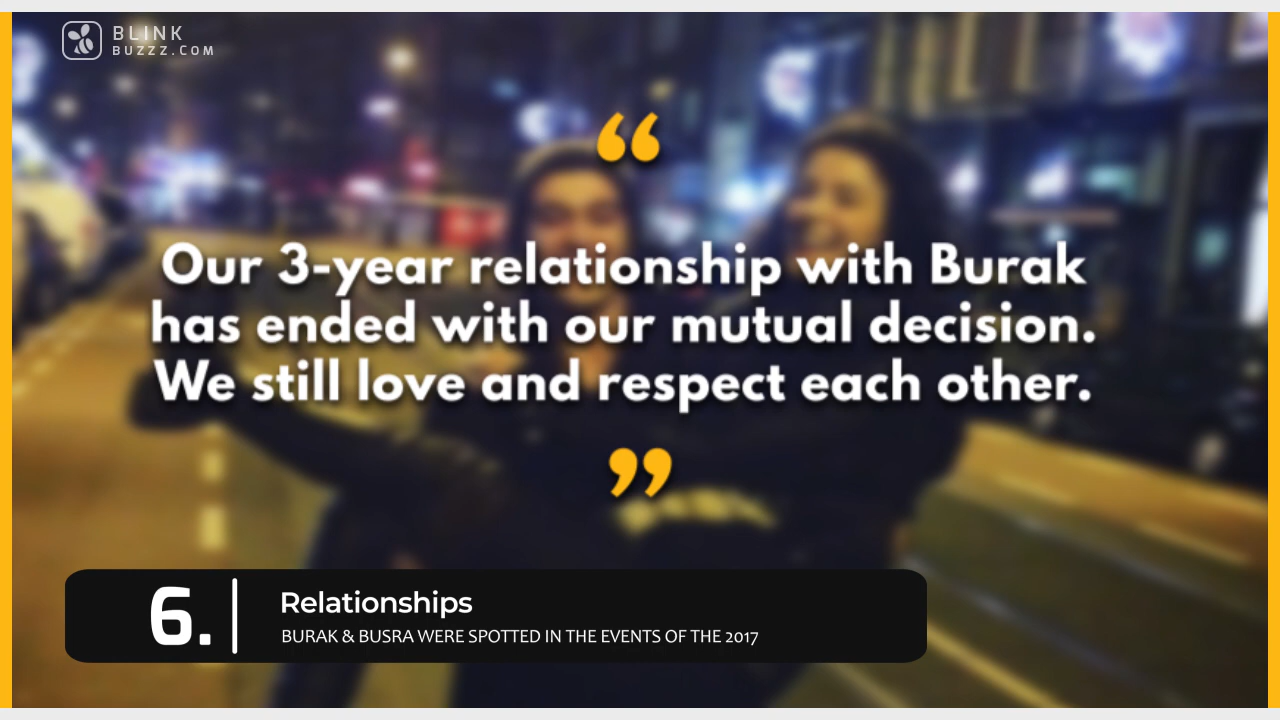 BLINK
BUZZZ.COM
“
Our 3-year relationship with Burak
has ended with our mutual decision.
We still love and respect each other.
”
6.
Relationships
BURAK & BUSRA WERE SPOTTED IN THE EVENTS OF THE 2017